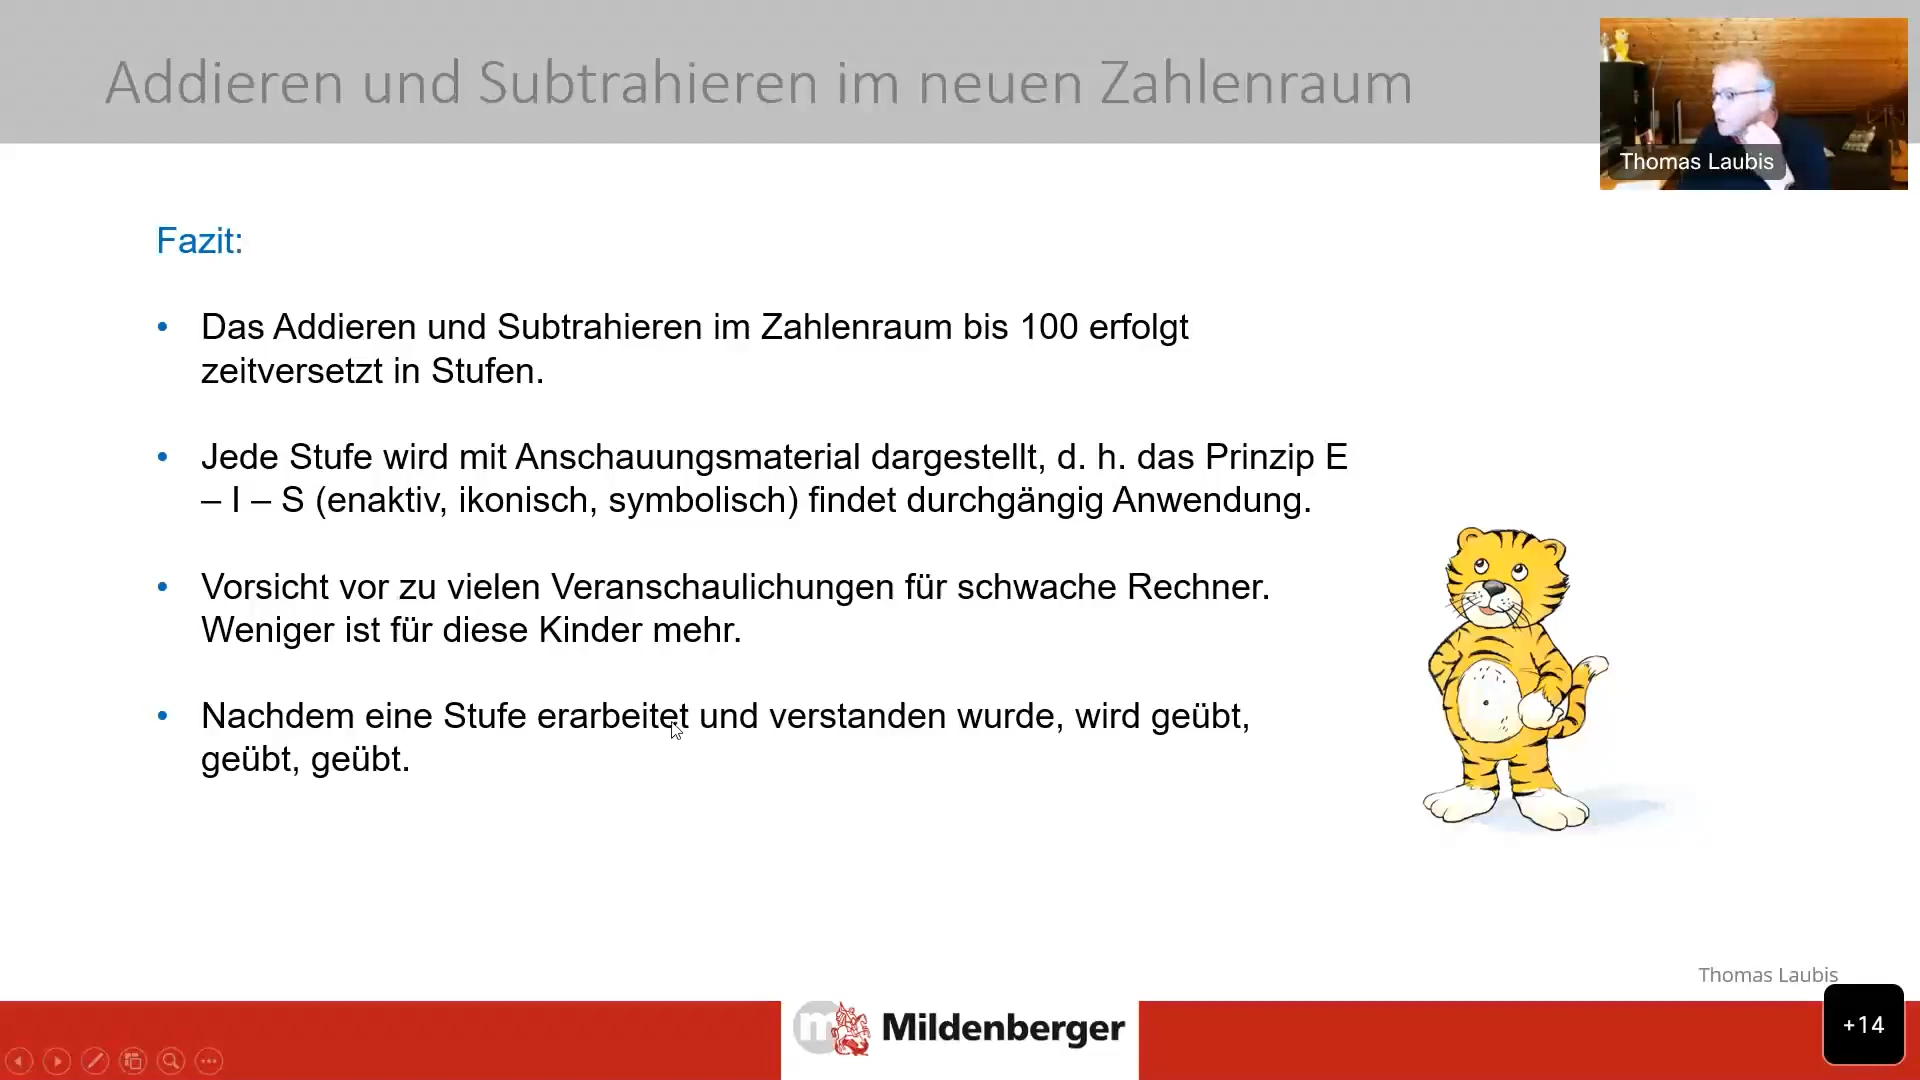 Addieren und Subtrahieren im neuen Zahlenraum
Thomas Laubis
Fazit:
• Das Addieren und Subtrahieren im Zahlenraum bis 100 erfolgt
zeitversetzt in Stufen.
• Jede Stufe wird mit Anschauungsmaterial dargestellt, d. h. das Prinzip E
– I – S (enaktiv, ikonisch, symbolisch) findet durchgängig Anwendung.
• Vorsicht vor zu vielen Veranschaulichungen für schwache Rechner.
Weniger ist für diese Kinder mehr.
• Nachdem eine Stufe erarbeitet und verstanden wurde, wird geübt,
geübt, geübt.
Thomas Laubis
m Mildenberger
+14